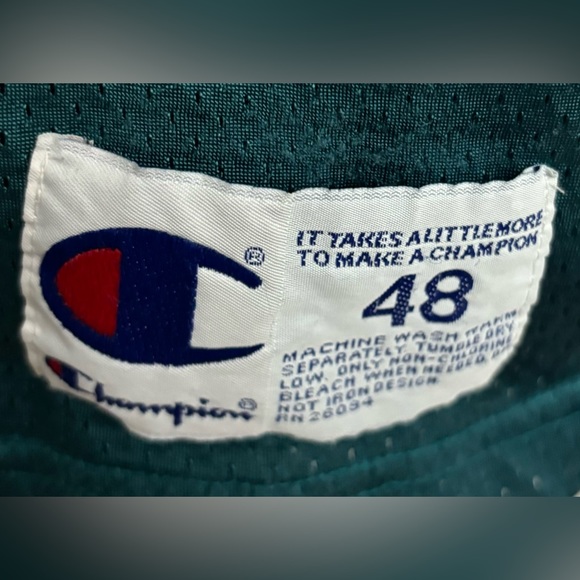 ®
Champion®
IT TAKES A LITTLE MORE
TO MAKE A CHAMPION
48
MACHINE WASH WARM
SEPARATELY TUMBLE DRY
LOW. ONLY NON-CHLORINE
BLEACH WHEN NEEDED. DO
NOT IRON DESIGN
RN 26094